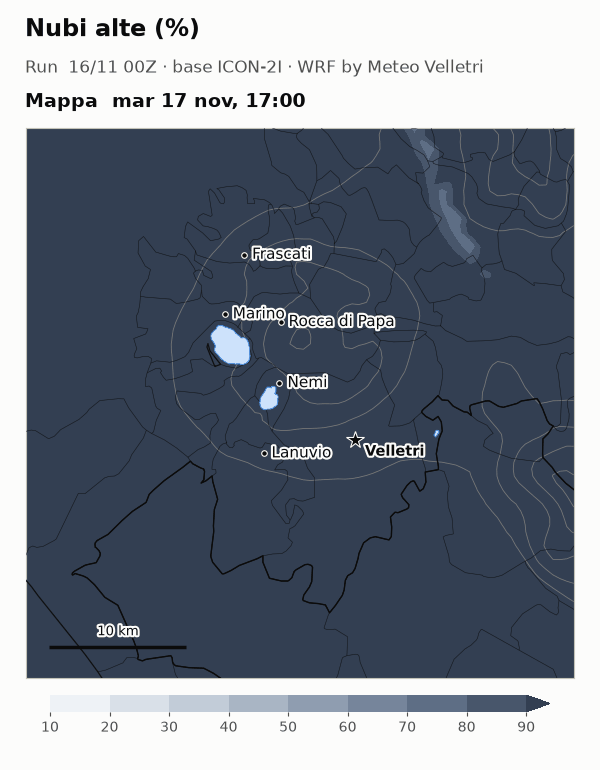 Nubi alte (%)
Run  16/11 00Z · base ICON-2I · WRF by Meteo Velletri
Mappa  mar 17 nov, 17:00
Frascati
Marino
Rocca di Papa
Nemi
Velletri
Lanuvio
10 km
10 20 30 40 50 60 70 80 90